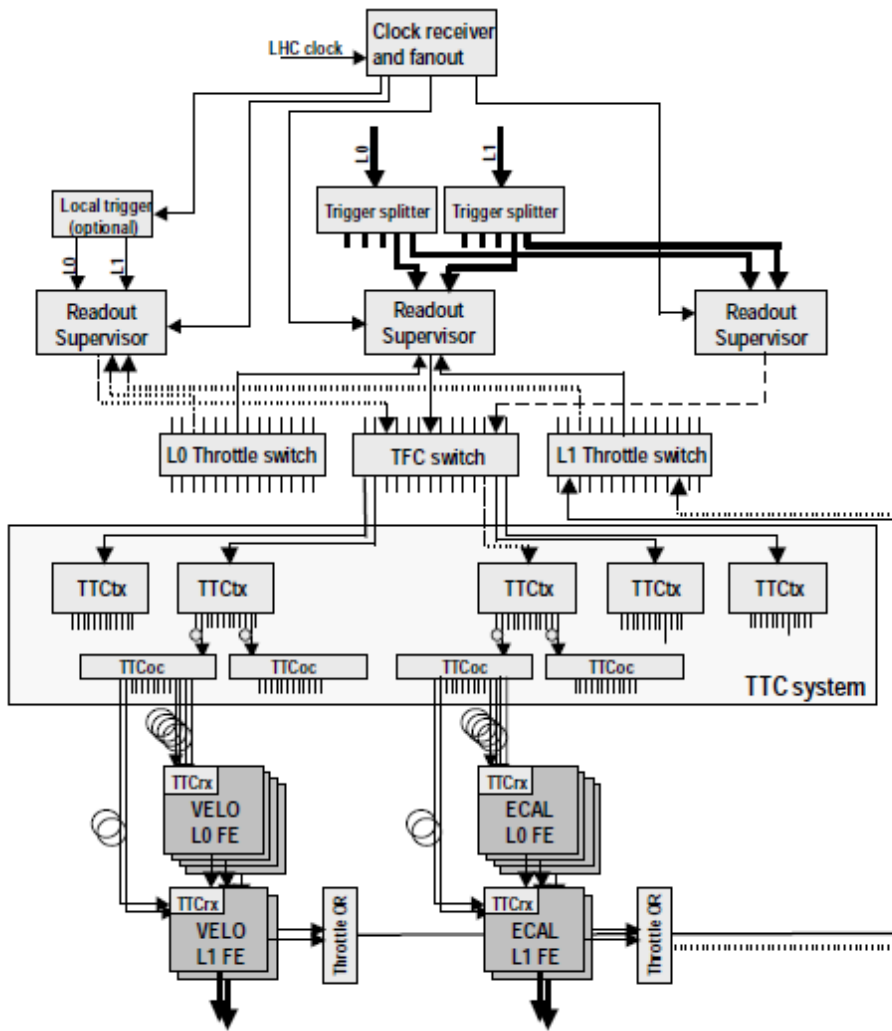 Clock receiver
and fanout
LHC clock
L0
L1
Local trigger
(optional)
Trigger splitter
Trigger splitter
L0
L1
Readout
Supervisor
Readout
Supervisor
Readout
Supervisor
L0 Throttle switch
TFC switch
L1 Throttle switch
TTCtx
TTCtx
TTCtx
TTCtx
TTCtx
TTCoc
TTCoc
TTCoc
TTCoc
TTC system
TTCrx
VELO
L0 FE
TTCrx
ECAL
L0 FE
TTCrx
VELO
L1 FE
Throttle OR
TTCrx
ECAL
L1 FE
Throttle OR